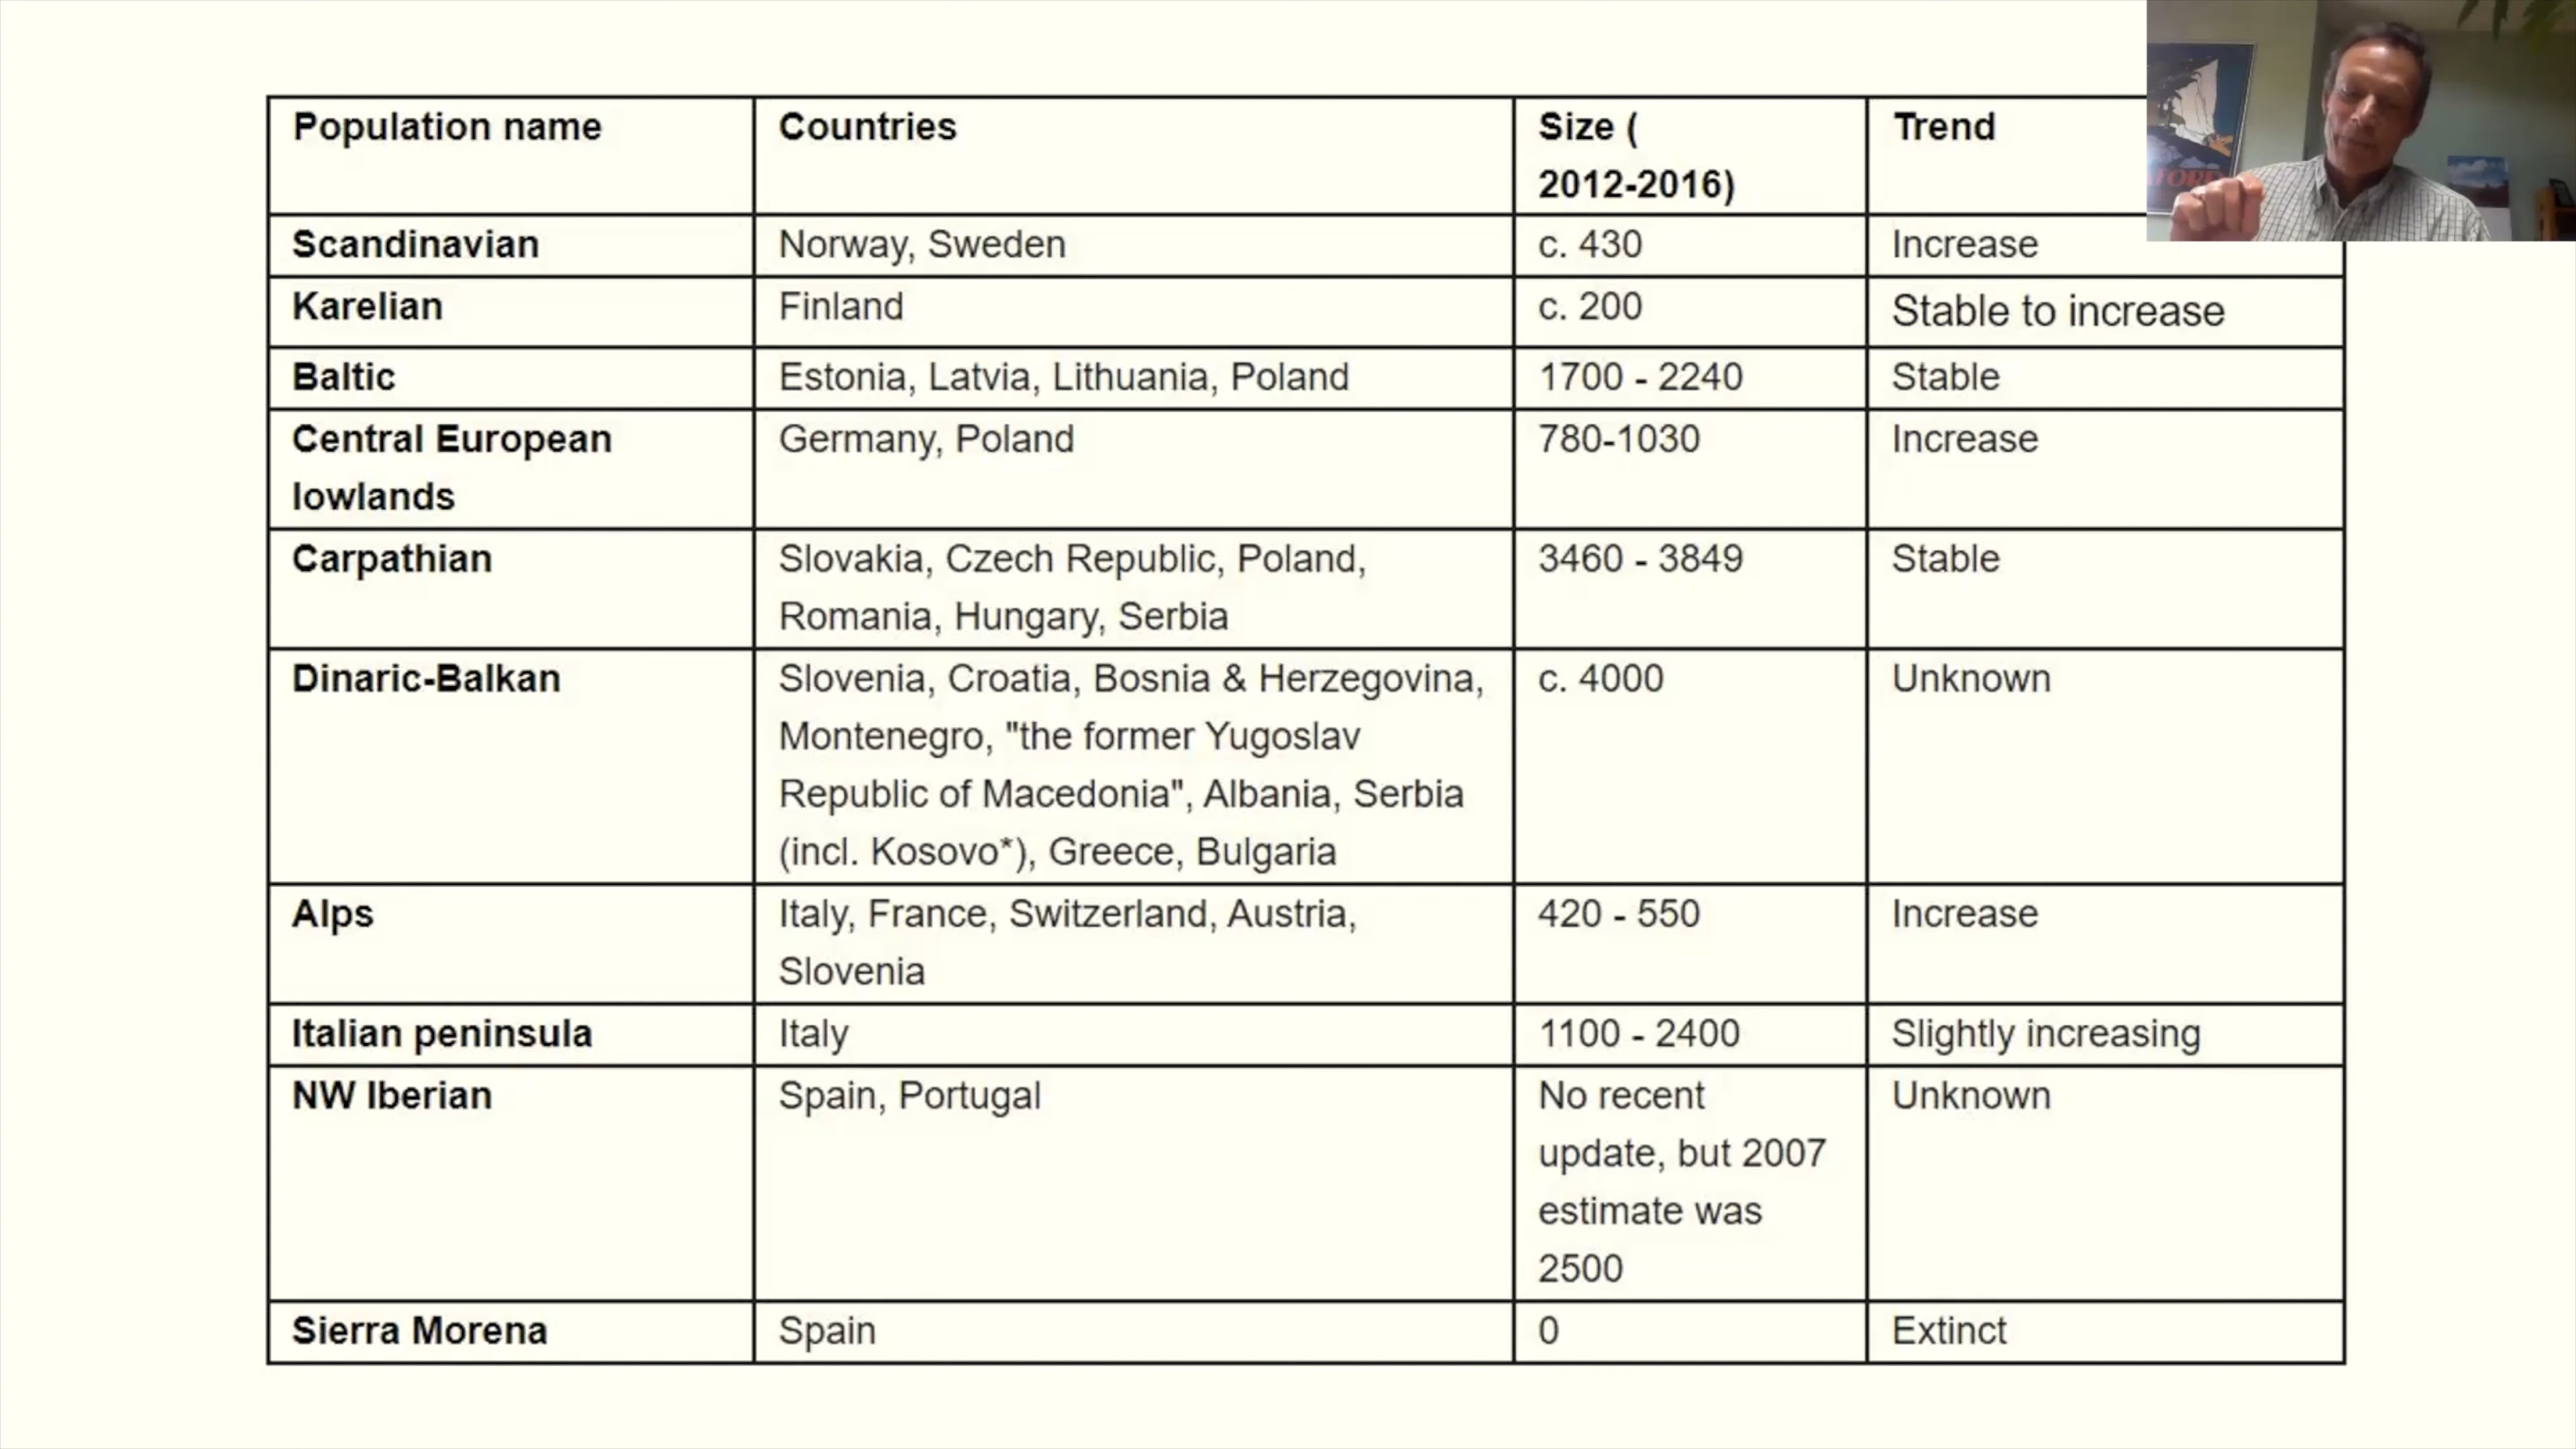 Population name
Countries
Size (
2012-2016)
Trend
Scandinavian
Norway, Sweden
c. 430
Increase
Karelian
Finland
c. 200
Stable to increase
Baltic
Estonia, Latvia, Lithuania, Poland
1700 - 2240
Stable
Central European
lowlands
Germany, Poland
780-1030
Increase
Carpathian
Slovakia, Czech Republic, Poland,
Romania, Hungary, Serbia
3460 - 3849
Stable
Dinaric-Balkan
Slovenia, Croatia, Bosnia & Herzegovina,
Montenegro, "the former Yugoslav
Republic of Macedonia", Albania, Serbia
(incl. Kosovo*), Greece, Bulgaria
c. 4000
Unknown
Alps
Italy, France, Switzerland, Austria,
Slovenia
420 - 550
Increase
Italian peninsula
Italy
1100 - 2400
Slightly increasing
NW Iberian
Spain, Portugal
No recent
update, but 2007
estimate was
2500
Unknown
Sierra Morena
Spain
0
Extinct